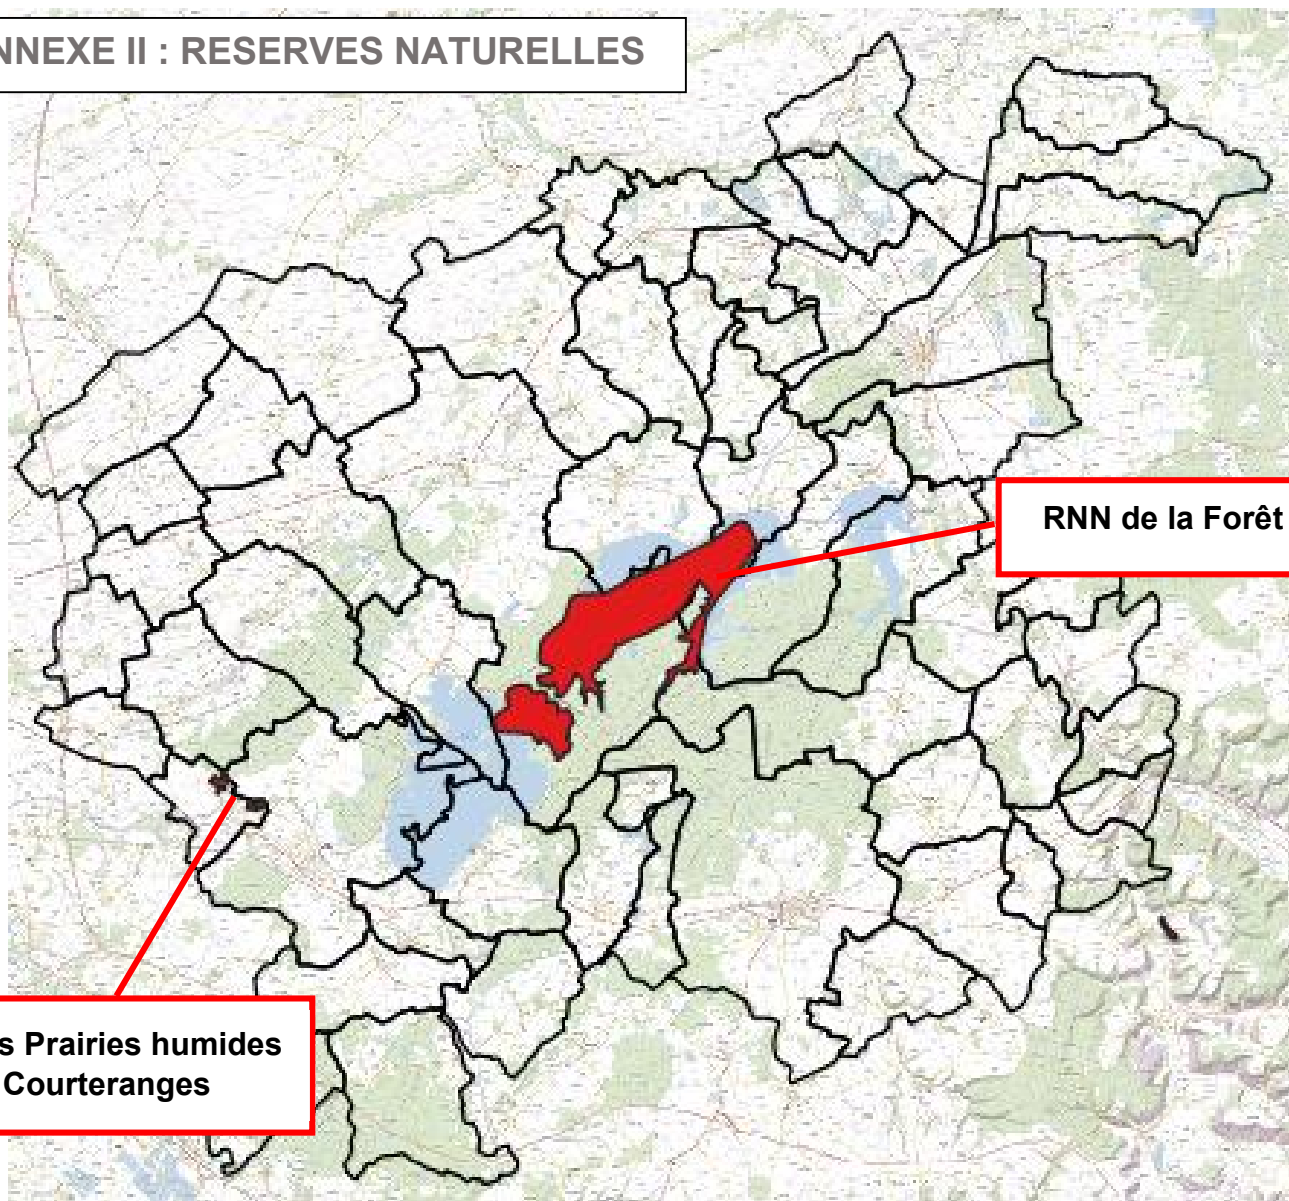 NNEXE II : RESERVES NATURELLES
RNN de la Forêt
s Prairies humides
Courteranges